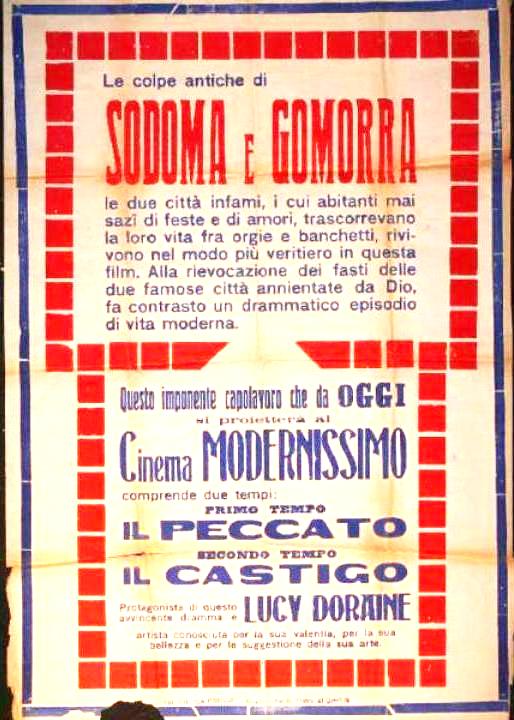 Le colpe antiche di
SODOMA E GOMORRA
le due città infami, i cui abitanti mai
sazî di feste e di amori, trascorrevano
la loro vita fra orgie e banchetti, rivi-
vono nel modo più veritiero in questa
film. Alla rievocazione dei fasti delle
due famose città annientate da Dio,
fa contrasto un drammatico episodio
di vita moderna.
Questo imponente capolavoro che da OGGI
si proietterà al
Cinema MODERNISSIMO
comprende due tempi:
PRIMO TEMPO
IL PECCATO
SECONDO TEMPO
IL CASTIGO
Protagonista di questo
avvincente dramma è LUCY DORAINE
artista conosciuta per la sua valentia, per la sua
bellezza e per la suggestione della sua arte.